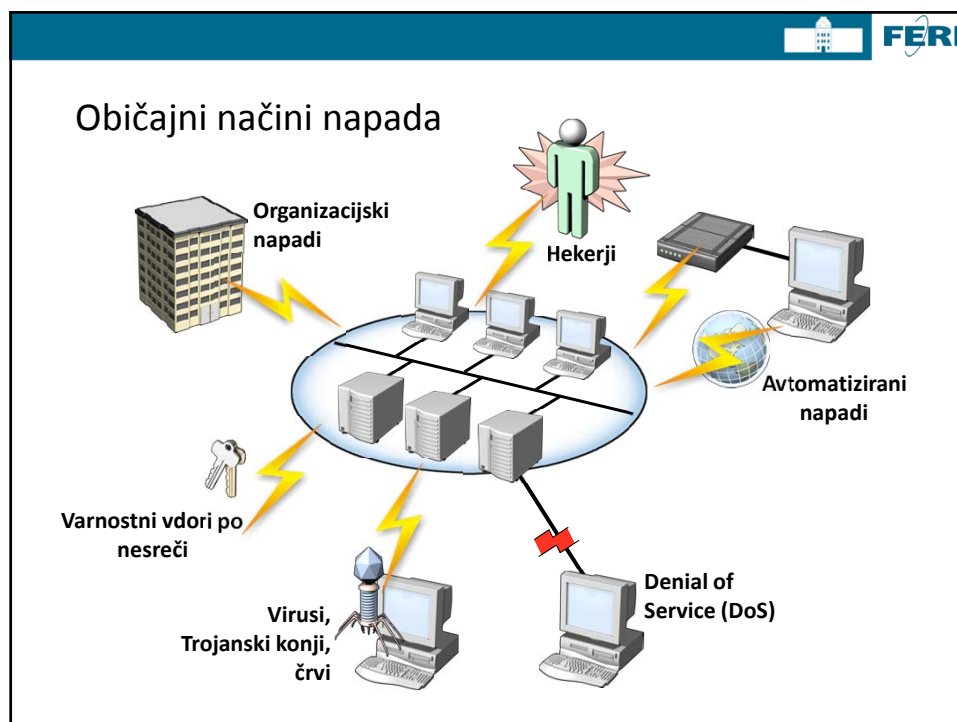 FERI
Običajni načini napada
Organizacijski
napadi
Hekerji
Avtomatizirani
napadi
Varnostni vdori po
nesreči
Virusi,
Trojanski konji,
črvi
Denial of
Service (DoS)